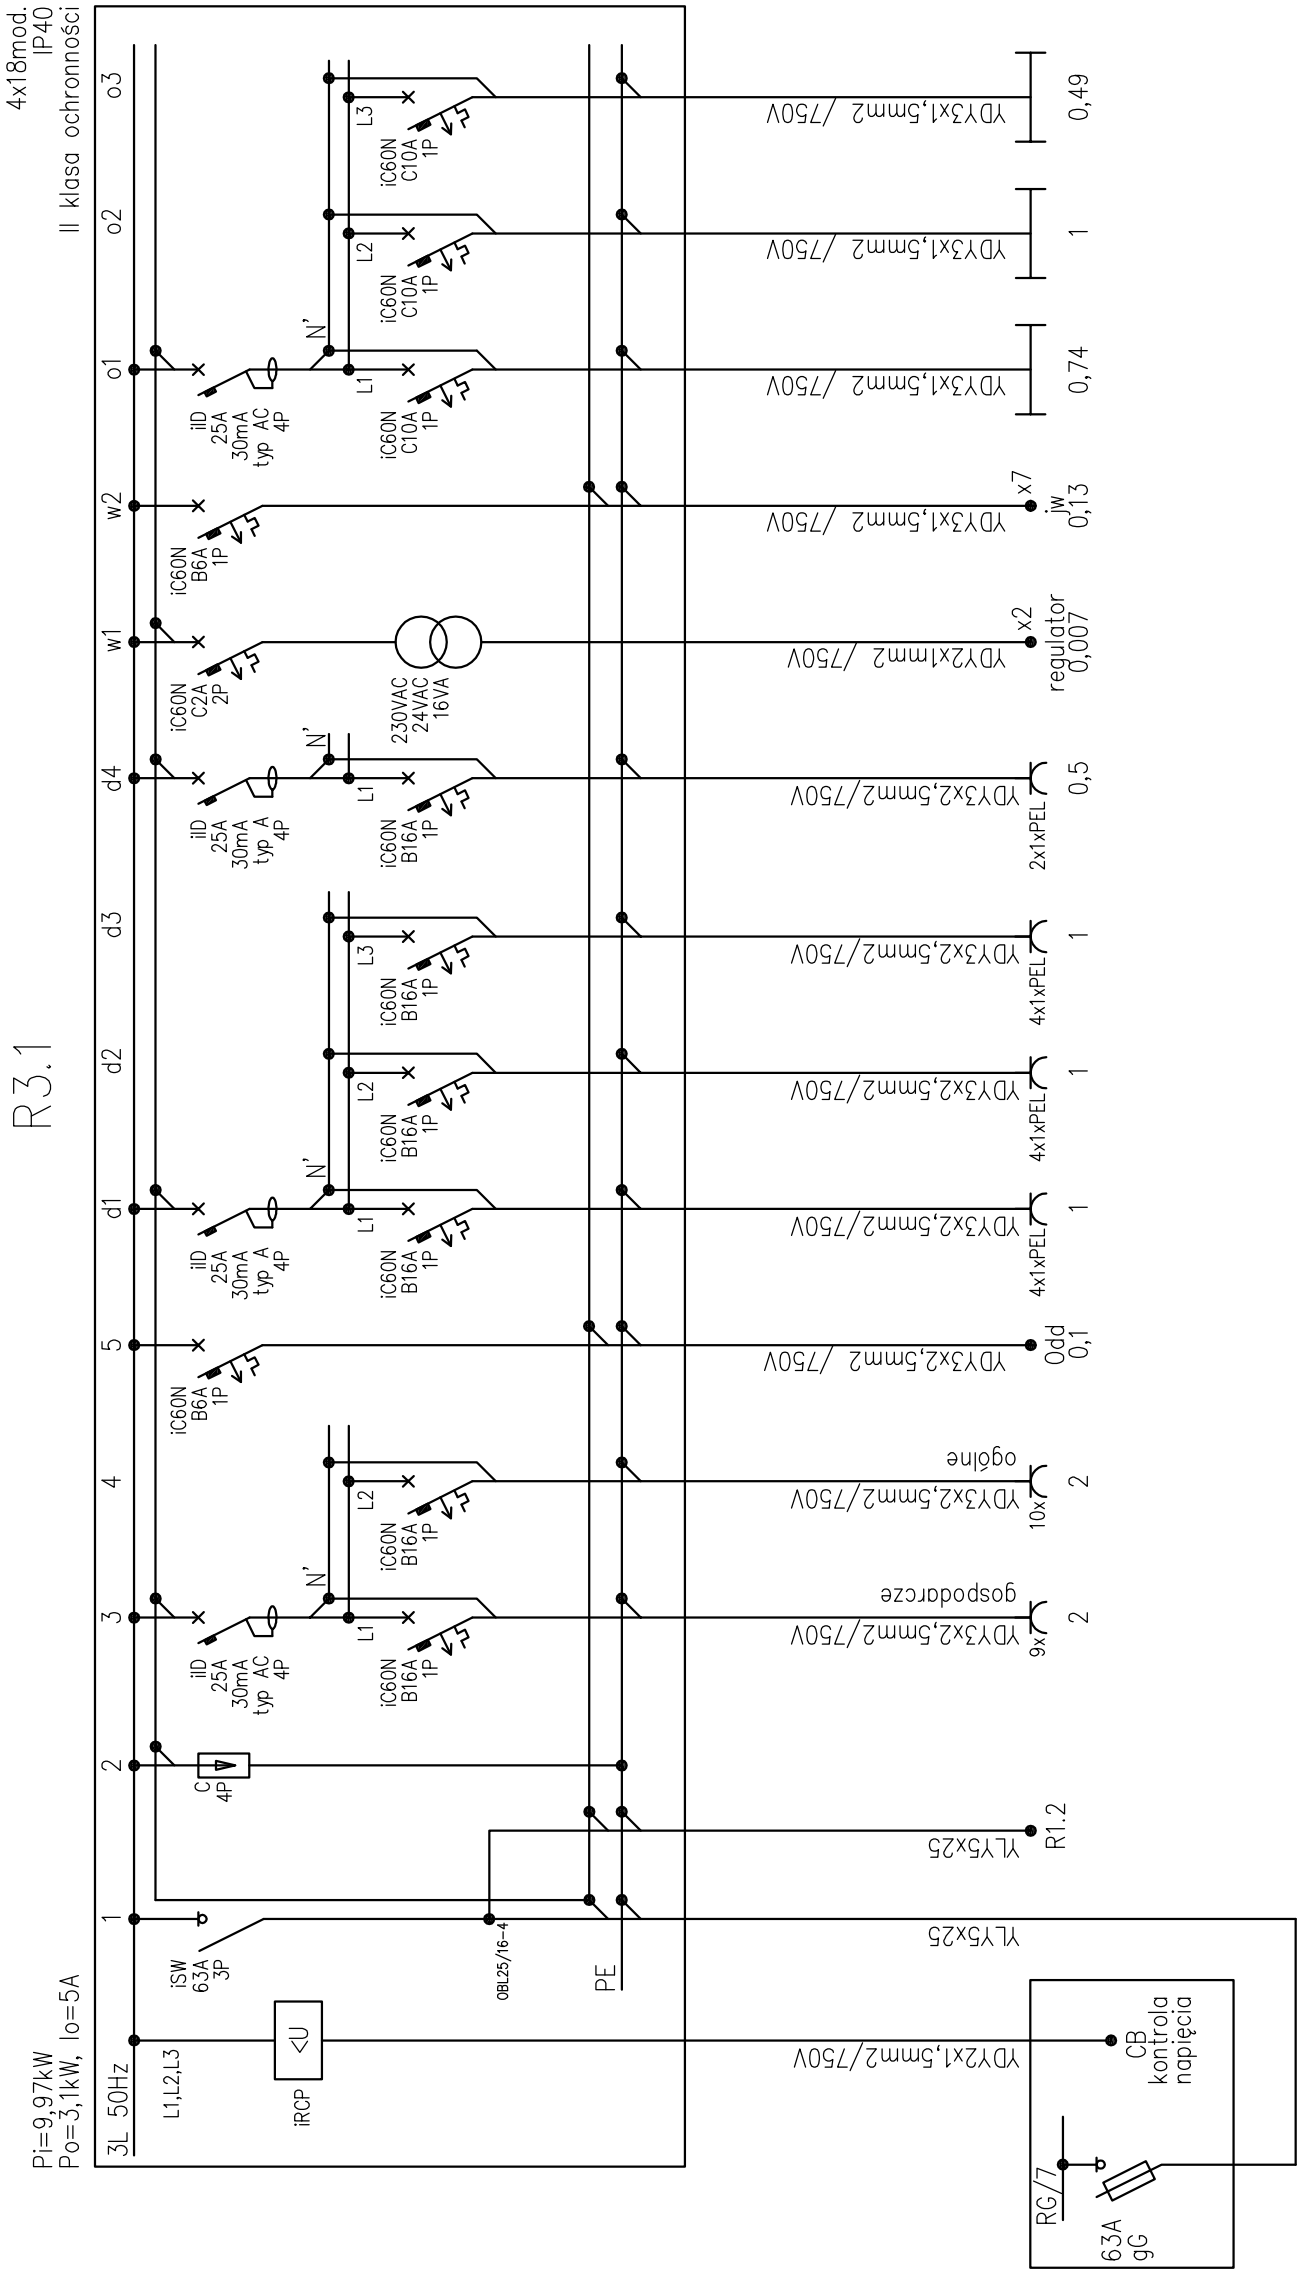 R3.1
Pi=9,97kW
Po=3,1kW, Io=5A
4x18mod.
IP40
II klasa ochronności
3L 50Hz
L1,L2,L3
iRCP
<U
YDY2x1,5mm2/750V
CB
kontrola
napięcia
RG/7
63A
gG
1
iSW
63A
3P
OBL25/16-4
PE
YLY5x25
YLY5x25
R1.2
2
C
4P
3
iID
25A
30mA
typ AC
4P
N'
L1
iC60N
B16A
1P
YDY3x2,5mm2/750V
gospodarcze
9x
2
4
L2
iC60N
B16A
1P
YDY3x2,5mm2/750V
ogólne
10x
2
5
iC60N
B6A
1P
YDY3x2,5mm2 /750V
Odd
0,1
d1
iID
25A
30mA
typ A
4P
N'
L1
iC60N
B16A
1P
YDY3x2,5mm2/750V
4x1xPEL
1
d2
L2
iC60N
B16A
1P
YDY3x2,5mm2/750V
4x1xPEL
1
d3
L3
iC60N
B16A
1P
YDY3x2,5mm2/750V
4x1xPEL
1
d4
iID
25A
30mA
typ A
4P
N'
L1
iC60N
B16A
1P
YDY3x2,5mm2/750V
2x1xPEL
0,5
w1
iC60N
C2A
2P
230VAC
24VAC
16VA
YDY2x1mm2 /750V
x2
regulator
0,007
w2
iC60N
B6A
1P
YDY3x1,5mm2 /750V
x7
jw
0,13
o1
iID
25A
30mA
typ AC
4P
N'
L1
iC60N
C10A
1P
YDY3x1,5mm2 /750V
0,74
o2
L2
iC60N
C10A
1P
YDY3x1,5mm2 /750V
1
o3
L3
iC60N
C10A
1P
YDY3x1,5mm2 /750V
0,49